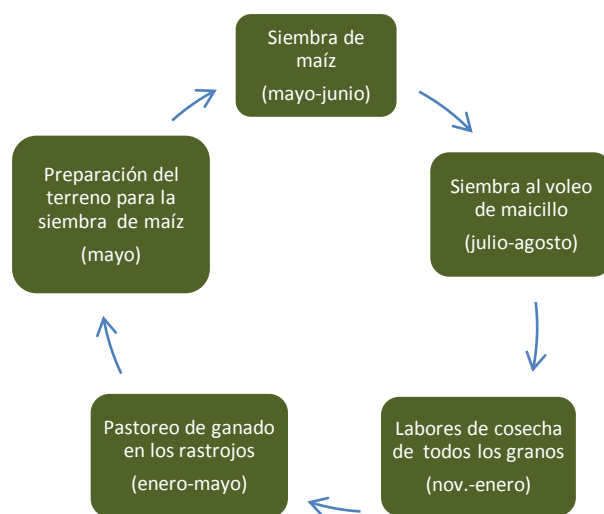 Siembra de
maíz
(mayo-junio)
Siembra al voleo
de maicillo
(julio-agosto)
Labores de cosecha
de todos los granos
(nov.-enero)
Pastoreo de ganado
en los rastrojos
(enero-mayo)
Preparación del
terreno para la
siembra de maíz
(mayo)